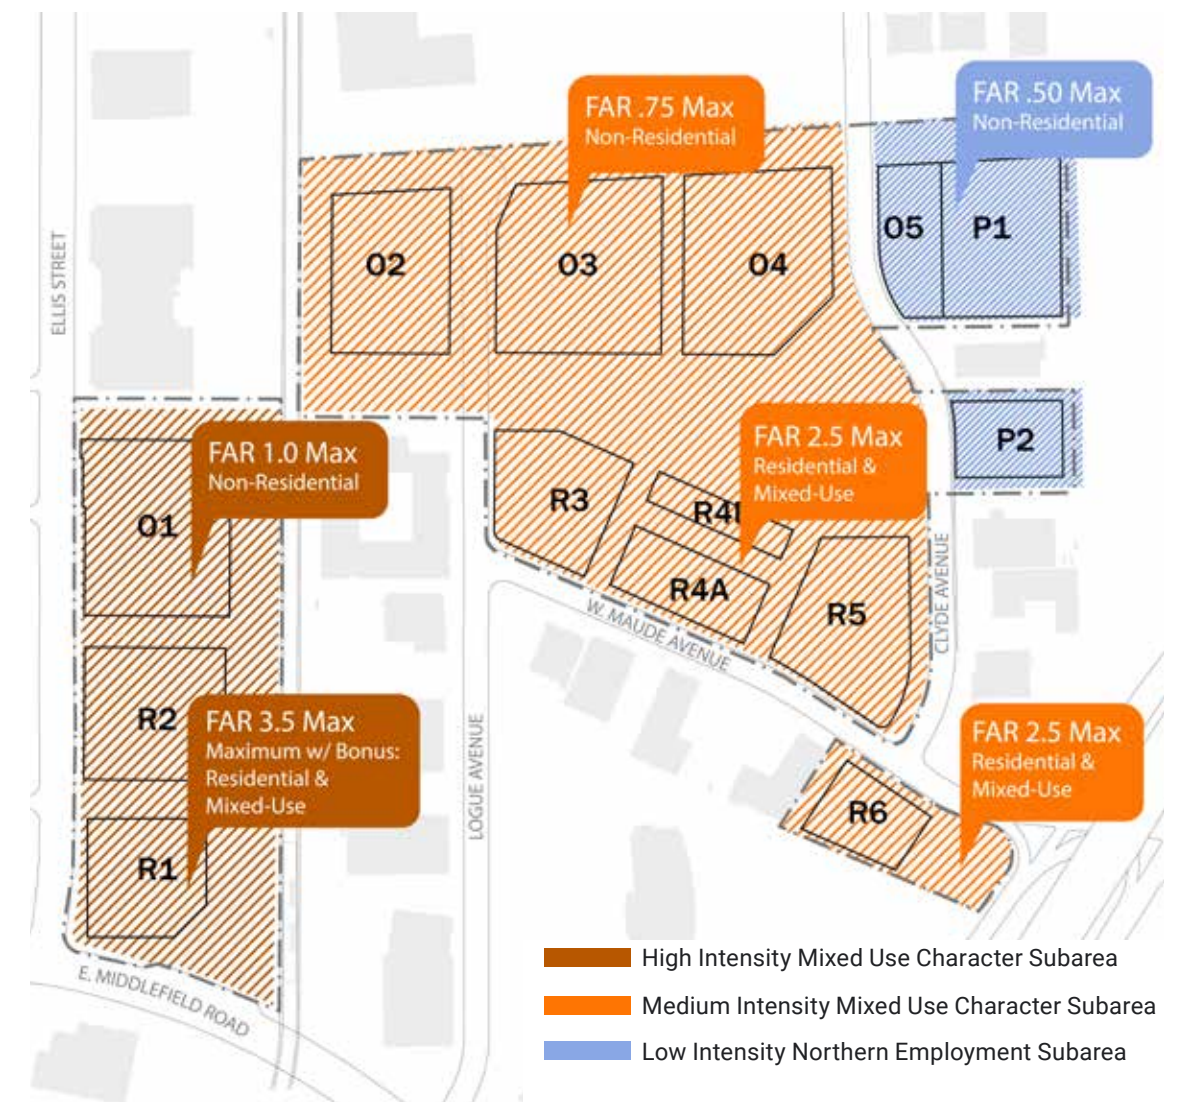 FAR .75 Max
Non-Residential
FAR .50 Max
Non-Residential
O5
P1
O2
O3
O4
ELLIS STREET
FAR 2.5 Max
Residential &
Mixed-Use
P2
FAR 1.0 Max
Non-Residential
R3
O1
R4A
R5
CLYDE AVENUE
W. MAUDE AVENUE
R2
FAR 3.5 Max
Maximum w/ Bonus:
Residential &
Mixed-Use
LOGUE AVENUE
FAR 2.5 Max
Residential &
Mixed-Use
R6
R1
E. MIDDLEFIELD ROAD
High Intensity Mixed Use Character Subarea
Medium Intensity Mixed Use Character Subarea
Low Intensity Northern Employment Subarea